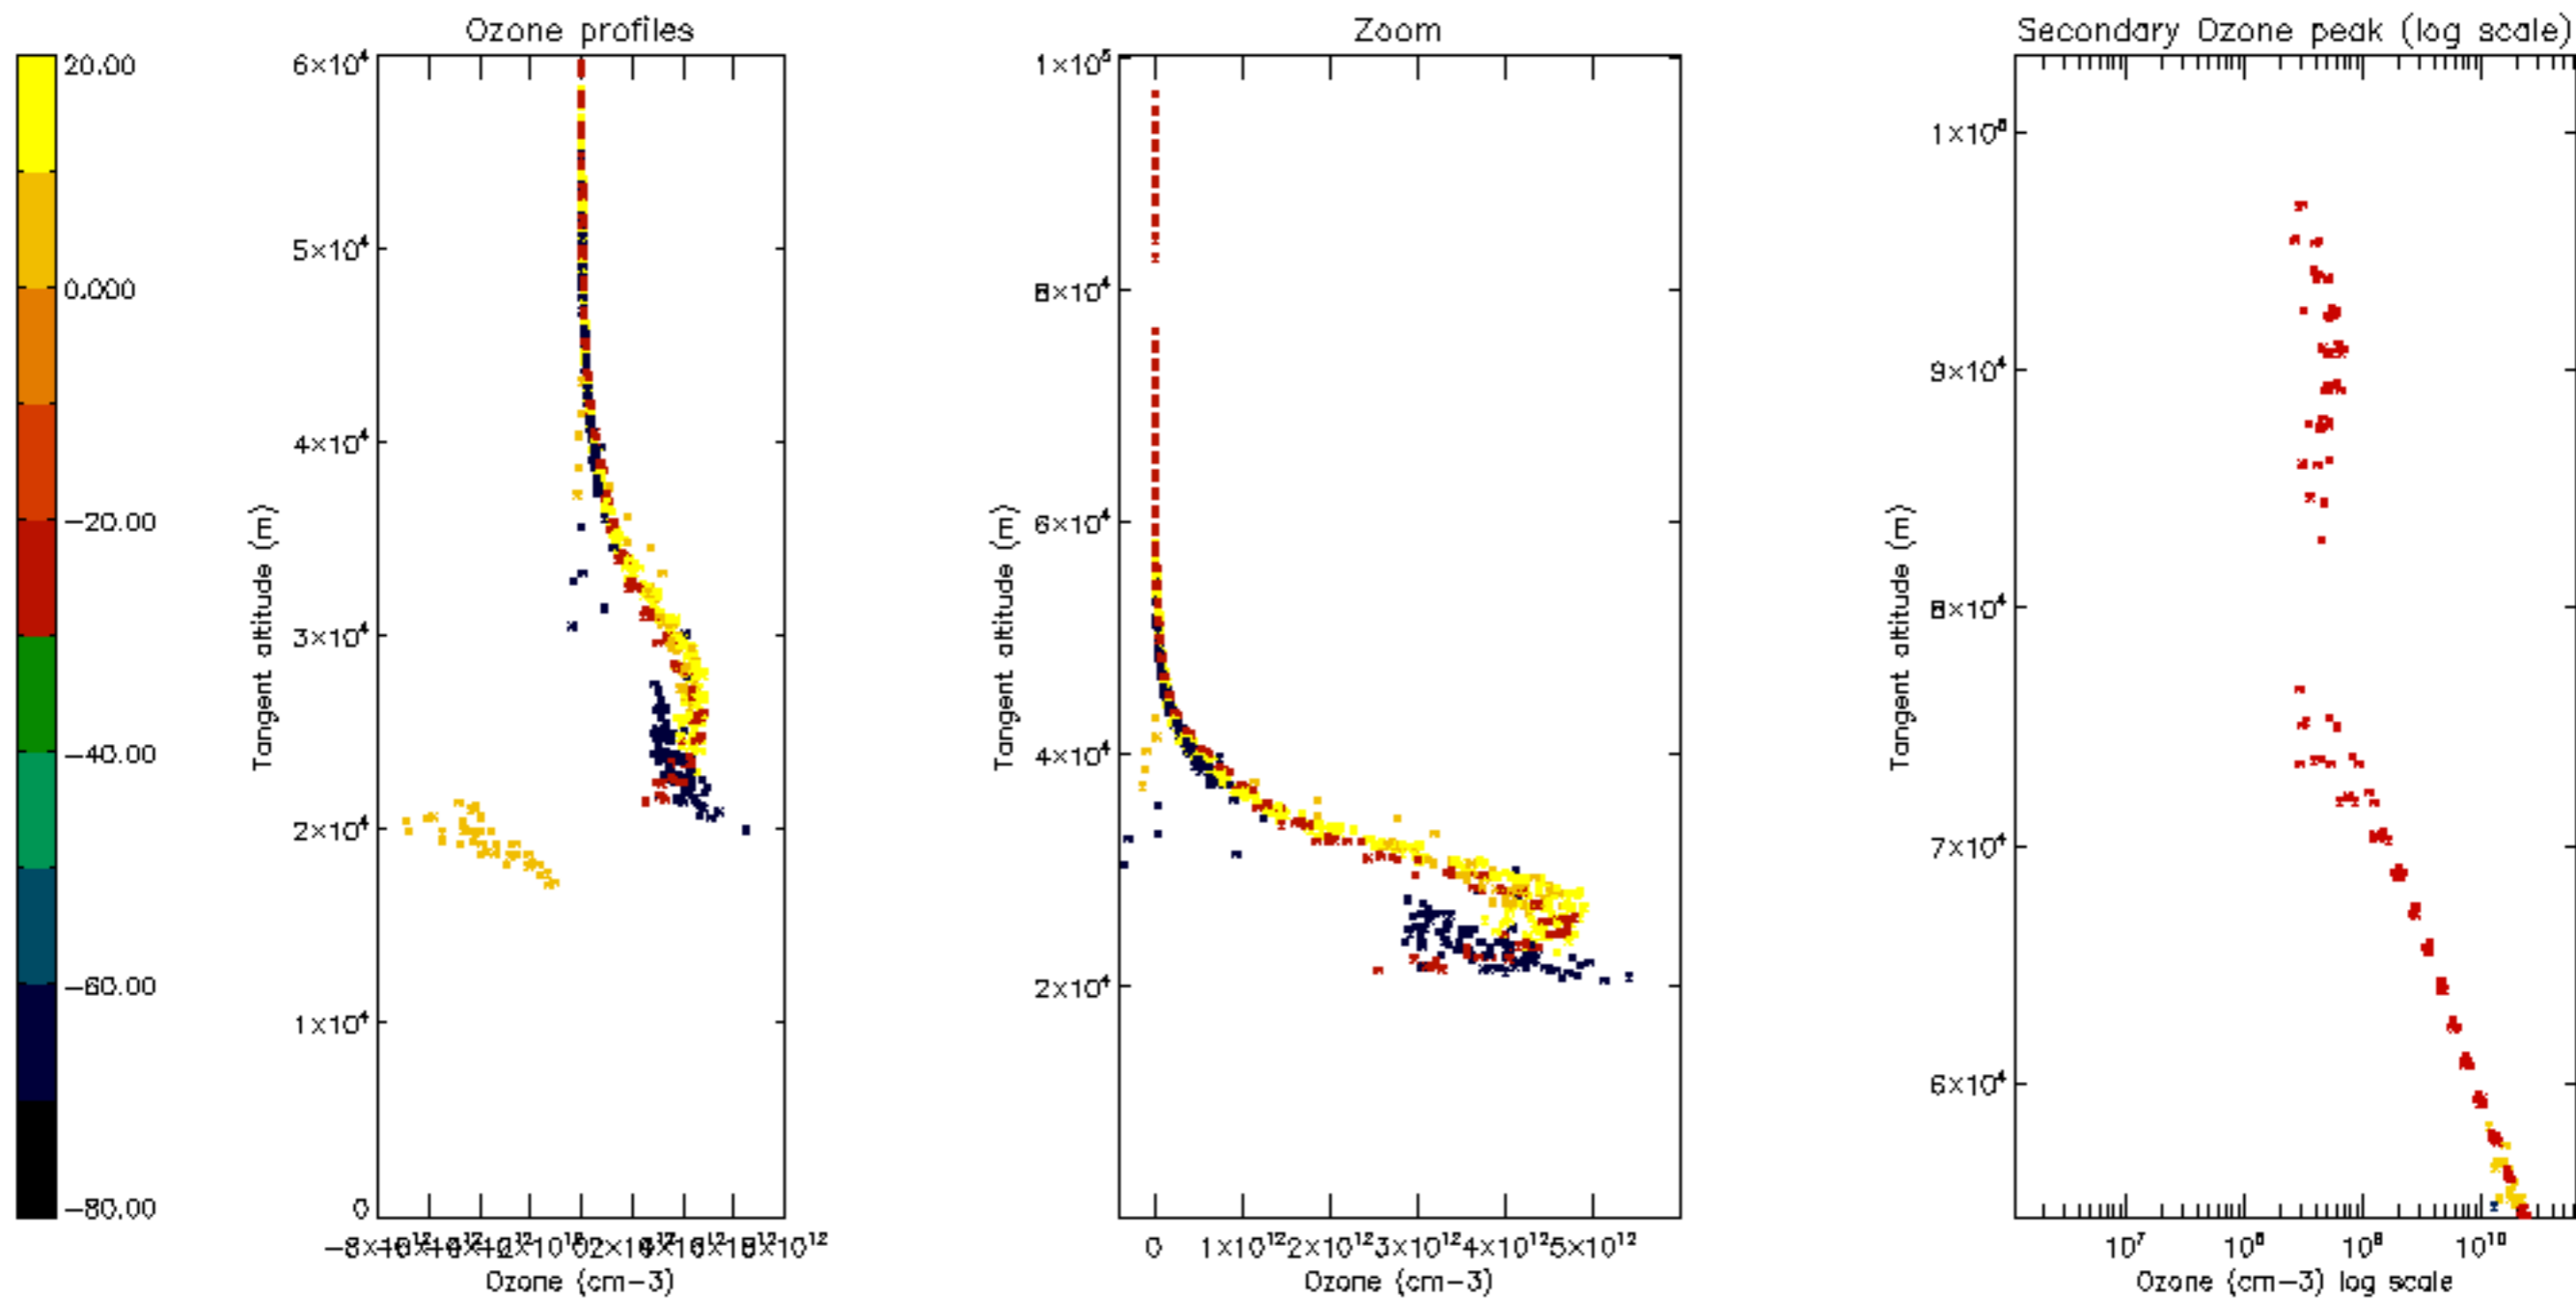 Ozone profiles
Zoom
Secondary Ozone peak (log scale)
20.00
0.000
−20.00
−40.00
−60.00
−80.00
6×10⁴
5×10⁴
4×10⁴
3×10⁴
2×10⁴
1×10⁴
0
Tangent altitude (m)
Ozone (cm−3)
1×10⁵
8×10⁴
6×10⁴
4×10⁴
2×10⁴
Tangent altitude (m)
0 1×10¹² 2×10¹² 3×10¹² 4×10¹² 5×10¹²
Ozone (cm−3)
9×10⁴
8×10⁴
7×10⁴
6×10⁴
Tangent altitude (m)
10⁷ 10⁸ 10⁹ 10¹⁰
Ozone (cm−3) log scale